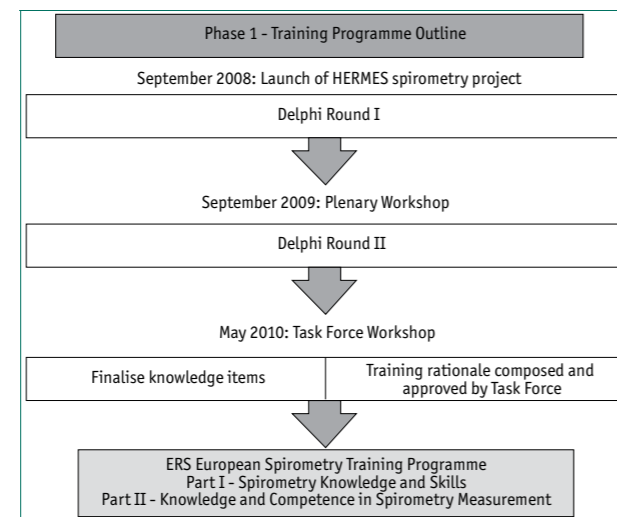 Phase 1 - Training Programme Outline
September 2008: Launch of HERMES spirometry project
Delphi Round I
September 2009: Plenary Workshop
Delphi Round II
May 2010: Task Force Workshop
Finalise knowledge items
Training rationale composed and
approved by Task Force
ERS European Spirometry Training Programme
Part I - Spirometry Knowledge and Skills
Part II - Knowledge and Competence in Spirometry Measurement